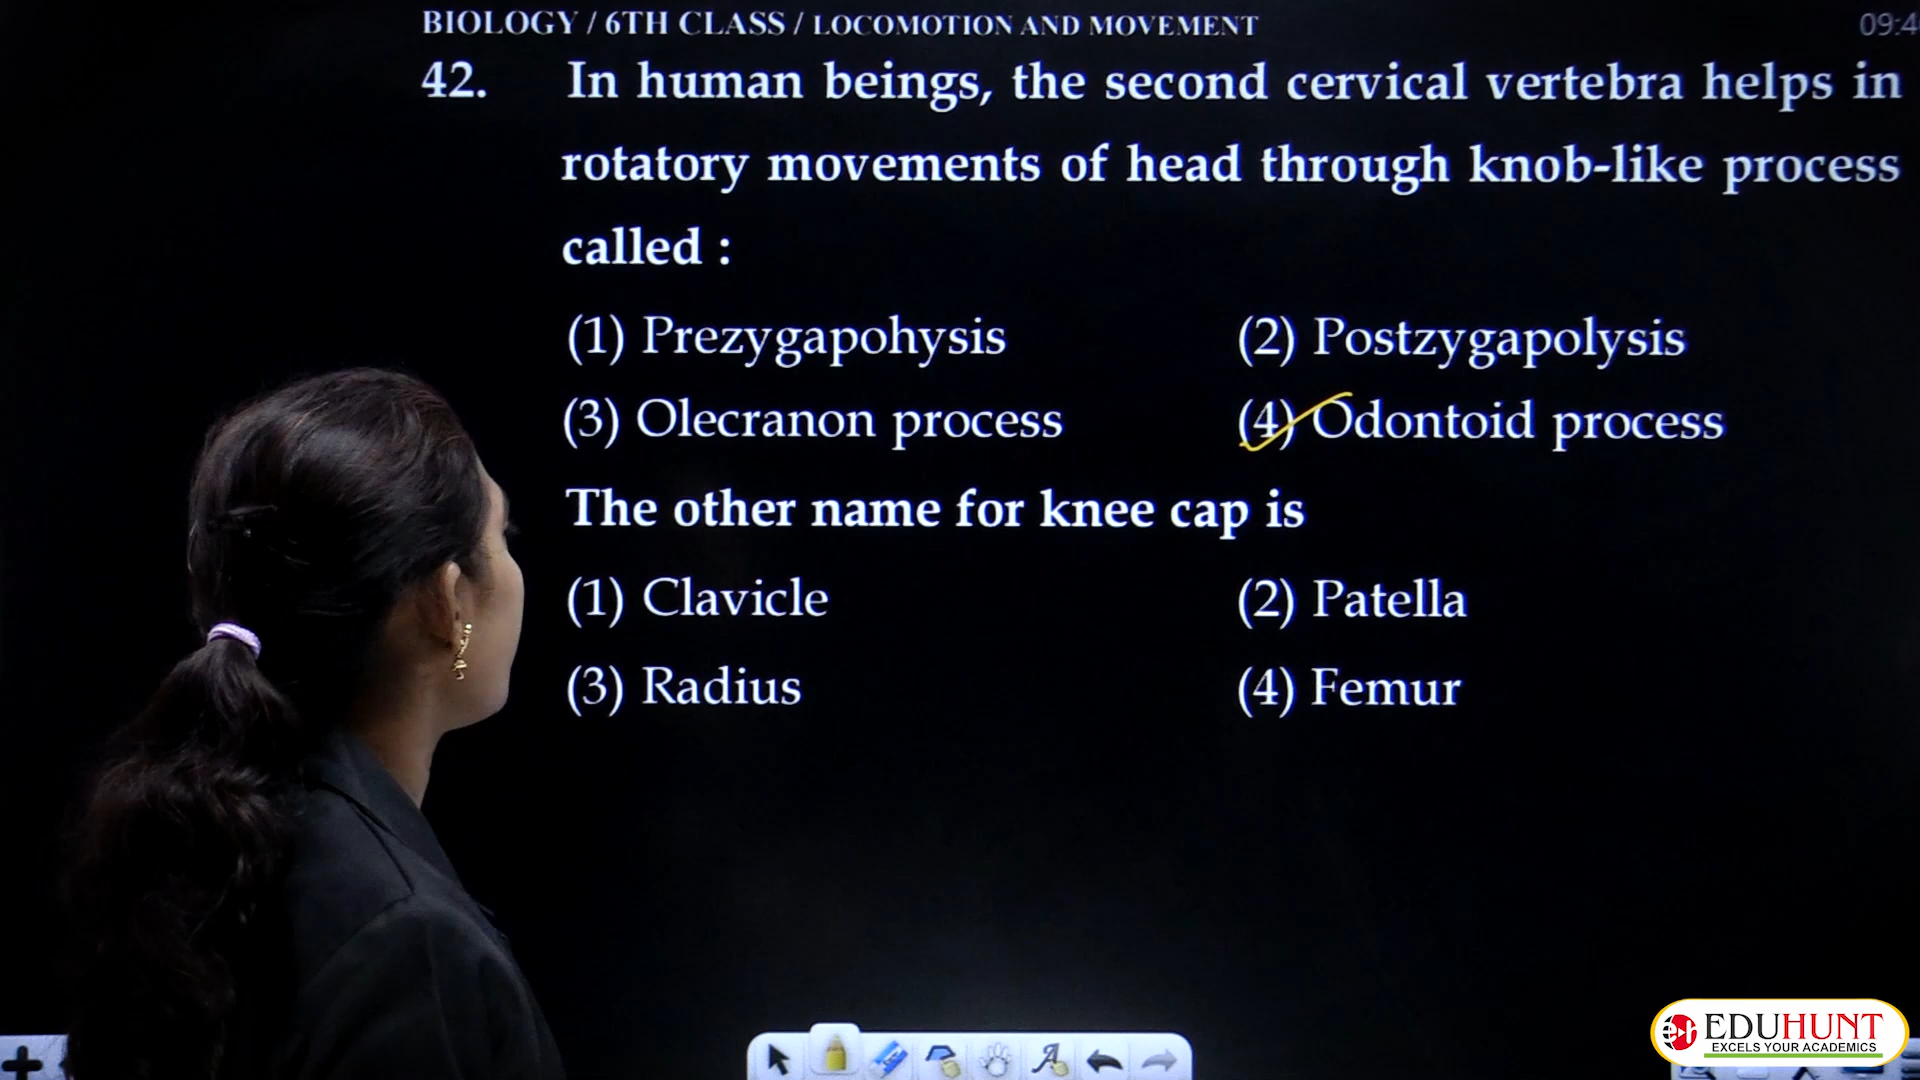 BIOLOGY / 6TH CLASS / LOCOMOTION AND MOVEMENT
09:4
42. In human beings, the second cervical vertebra helps in
rotatory movements of head through knob-like process
called :
(1) Prezygapohysis (2) Postzygapolysis
(3) Olecranon process (4) Odontoid process
The other name for knee cap is
(1) Clavicle (2) Patella
(3) Radius (4) Femur
EDUHUNT
EXCELS YOUR ACADEMICS